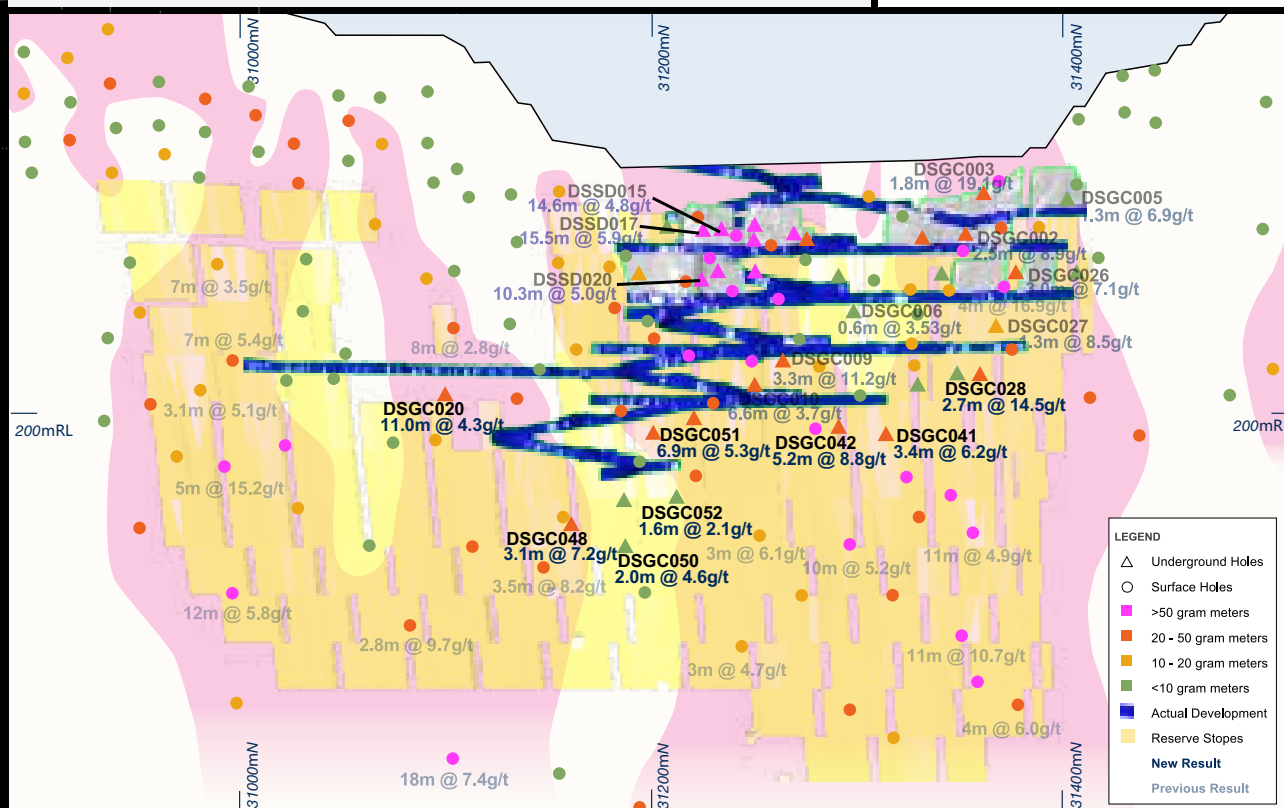 31000mN
31200mN
31400mN
DSGC003
1.8m @ 19.1g/t
DSSD015
14.6m @ 4.8g/t
DSGC005
1.3m @ 6.9g/t
DSSD017
15.5m @ 5.9g/t
DSGC002
2.5m @ 8.9g/t
DSSD020
10.3m @ 5.0g/t
DSGC026
3.0m @ 7.1g/t
7m @ 3.5g/t
4m @ 16.9g/t
DSGC006
0.6m @ 3.53g/t
DSGC027
1.3m @ 8.5g/t
7m @ 5.4g/t
8m @ 2.8g/t
DSGC009
3.3m @ 11.2g/t
DSGC028
2.7m @ 14.5g/t
DSGC010
6.6m @ 3.7g/t
3.1m @ 5.1g/t
DSGC020
11.0m @ 4.3g/t
200mRL
200mR
DSGC051
6.9m @ 5.3g/t
DSGC042
5.2m @ 8.8g/t
DSGC041
3.4m @ 6.2g/t
5m @ 15.2g/t
DSGC052
1.6m @ 2.1g/t
DSGC048
3.1m @ 7.2g/t
DSGC050
2.0m @ 4.6g/t
3m @ 6.1g/t
10m @ 5.2g/t
11m @ 4.9g/t
3.5m @ 8.2g/t
12m @ 5.8g/t
2.8m @ 9.7g/t
3m @ 4.7g/t
11m @ 10.7g/t
4m @ 6.0g/t
18m @ 7.4g/t
31000mN
31200mN
31400mN
LEGEND
Underground Holes
Surface Holes
>50 gram meters
20 - 50 gram meters
10 - 20 gram meters
<10 gram meters
Actual Development
Reserve Stopes
New Result
Previous Result